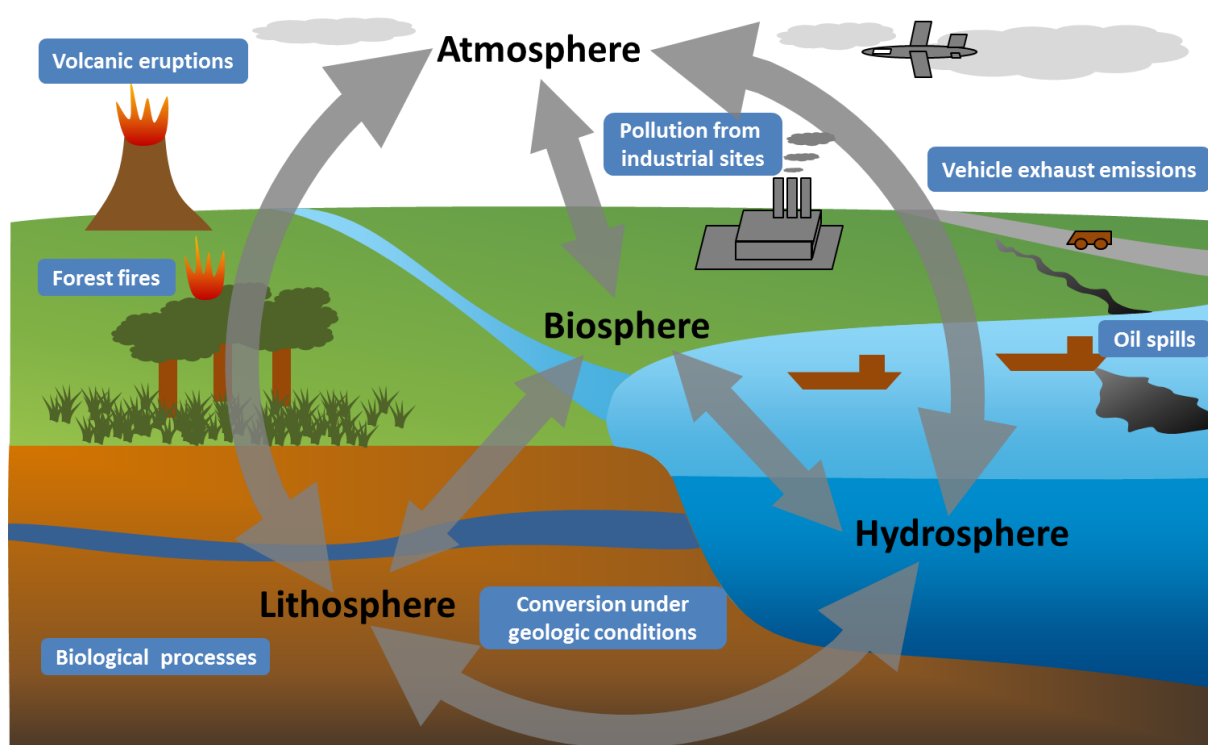 Atmosphere
Volcanic eruptions
Pollution from
industrial sites
Vehicle exhaust emissions
Forest fires
Biosphere
Oil spills
Hydrosphere
Lithosphere
Conversion under
geologic conditions
Biological processes